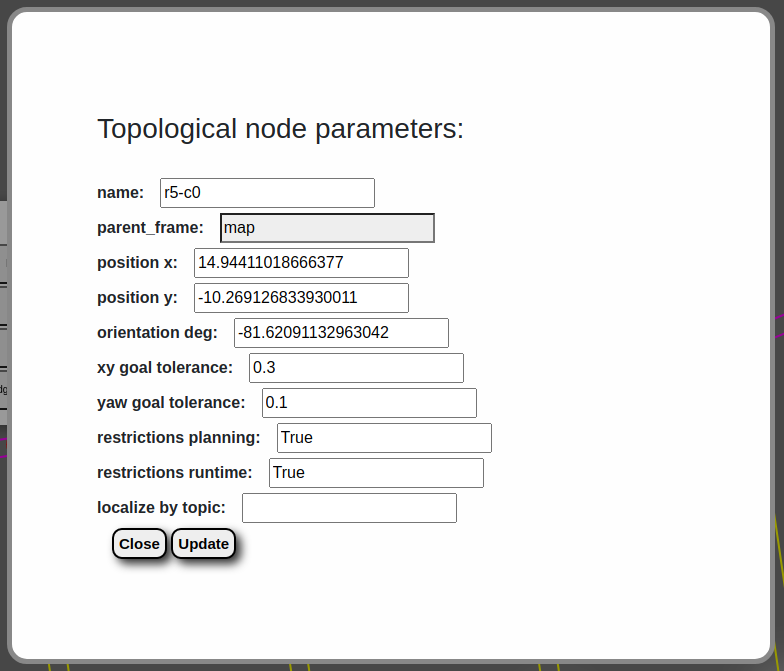 Topological node parameters:
name: r5-c0
parent_frame: map
position x: 14.94411018666377
position y: -10.269126833930011
orientation deg: -81.62091132963042
xy goal tolerance: 0.3
yaw goal tolerance: 0.1
restrictions planning: True
restrictions runtime: True
localize by topic:
Close Update